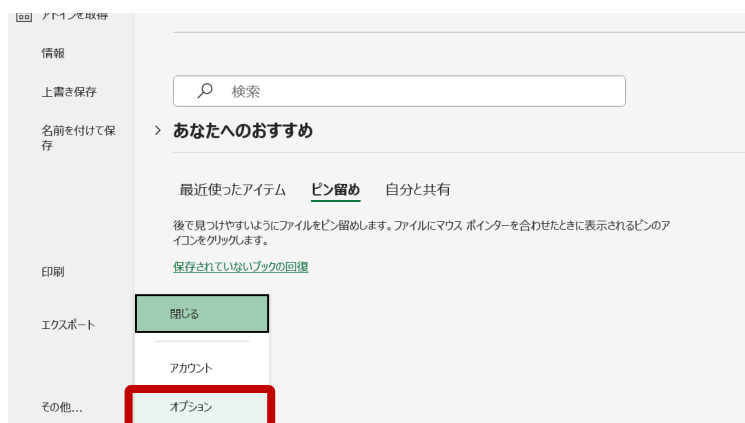 アドインを取得
情報
上書き保存
検索
名前を付けて保
存
あなたへのおすすめ
最近使ったアイテム ピン留め 自分と共有
後で見つけやすいようにファイルをピン留めします。ファイルにマウス ポインターを合わせたときに表示されるピンのア
イコンをクリックします。
保存されていないブックの回復
印刷
閉じる
エクスポート
アカウント
その他...
オプション